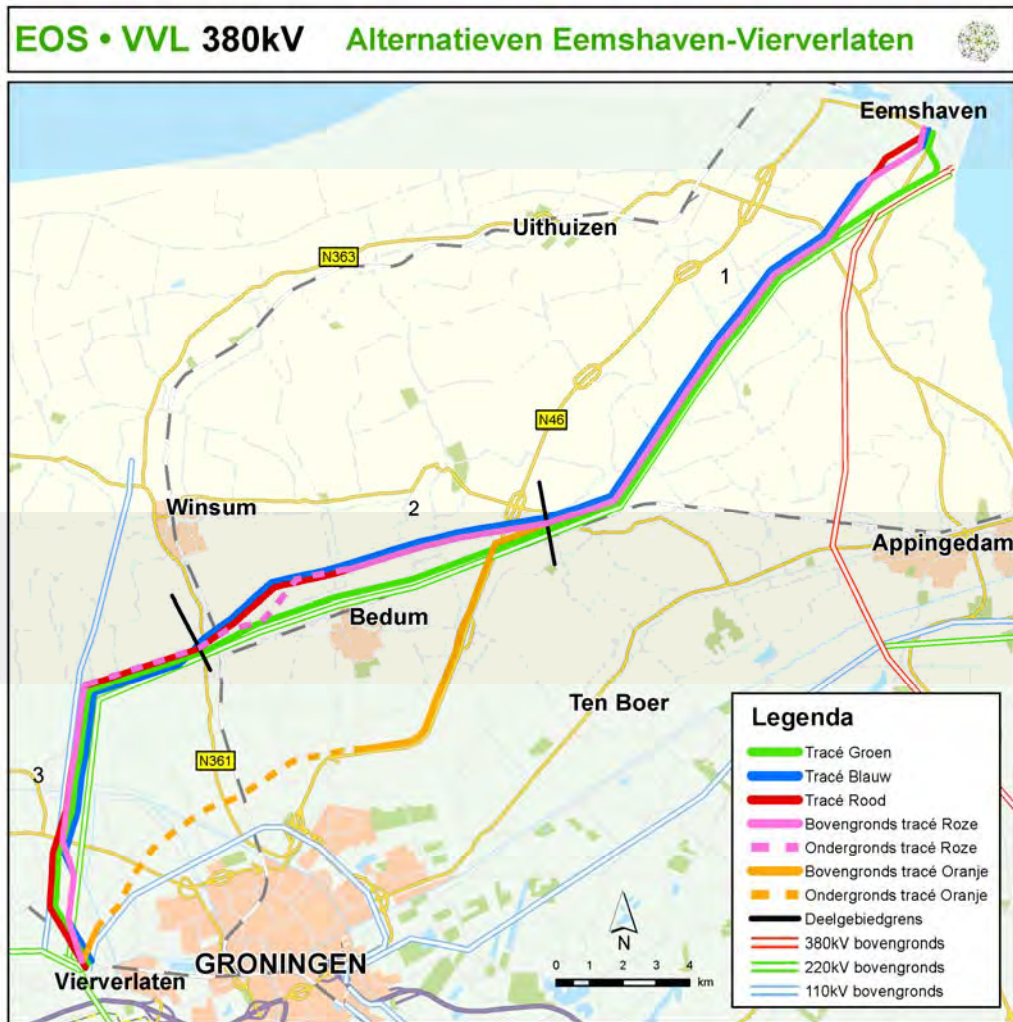 EOS • VVL 380kV Alternatieven Eemshaven-Vierverlaten
Eemshaven
Uithuizen
N363
1
N46
Winsum
2
Appingedam
Bedum
Ten Boer
N361
3
Vierverlaten
GRONINGEN
N
0 1 2 3 4
km
Legenda
Tracé Groen
Tracé Blauw
Tracé Rood
Bovengronds tracé Roze
Ondergronds tracé Roze
Bovengronds tracé Oranje
Ondergronds tracé Oranje
Deelgebiedgrens
380kV bovengronds
220kV bovengronds
110kV bovengronds